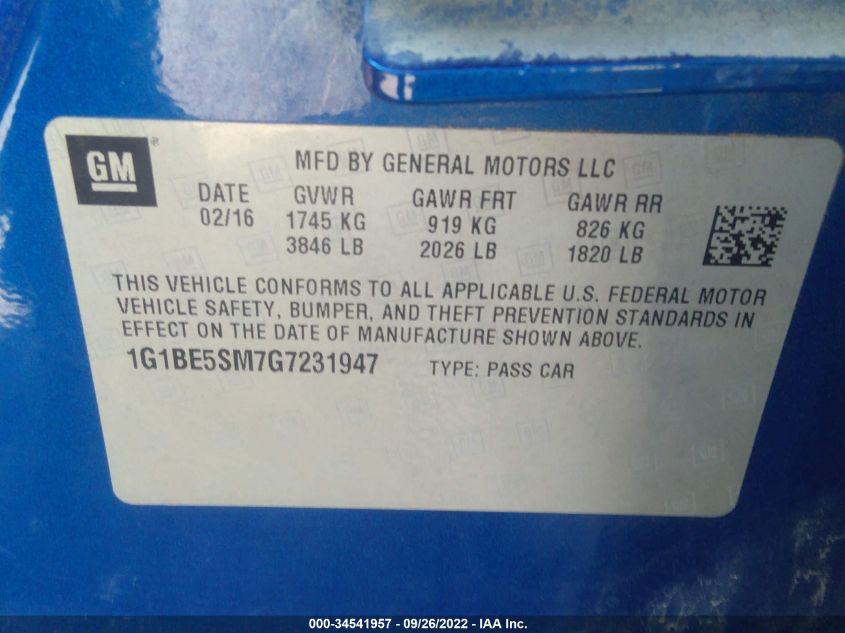 GM ®
MFD BY GENERAL MOTORS LLC
DATE GVWR GAWR FRT GAWR RR
02/16 1745 KG 919 KG 826 KG
3846 LB 2026 LB 1820 LB
THIS VEHICLE CONFORMS TO ALL APPLICABLE U.S. FEDERAL MOTOR
VEHICLE SAFETY, BUMPER, AND THEFT PREVENTION STANDARDS IN
EFFECT ON THE DATE OF MANUFACTURE SHOWN ABOVE.
1G1BE5SM7G7231947 TYPE: PASS CAR
000-34541957 - 09/26/2022 - IAA Inc.